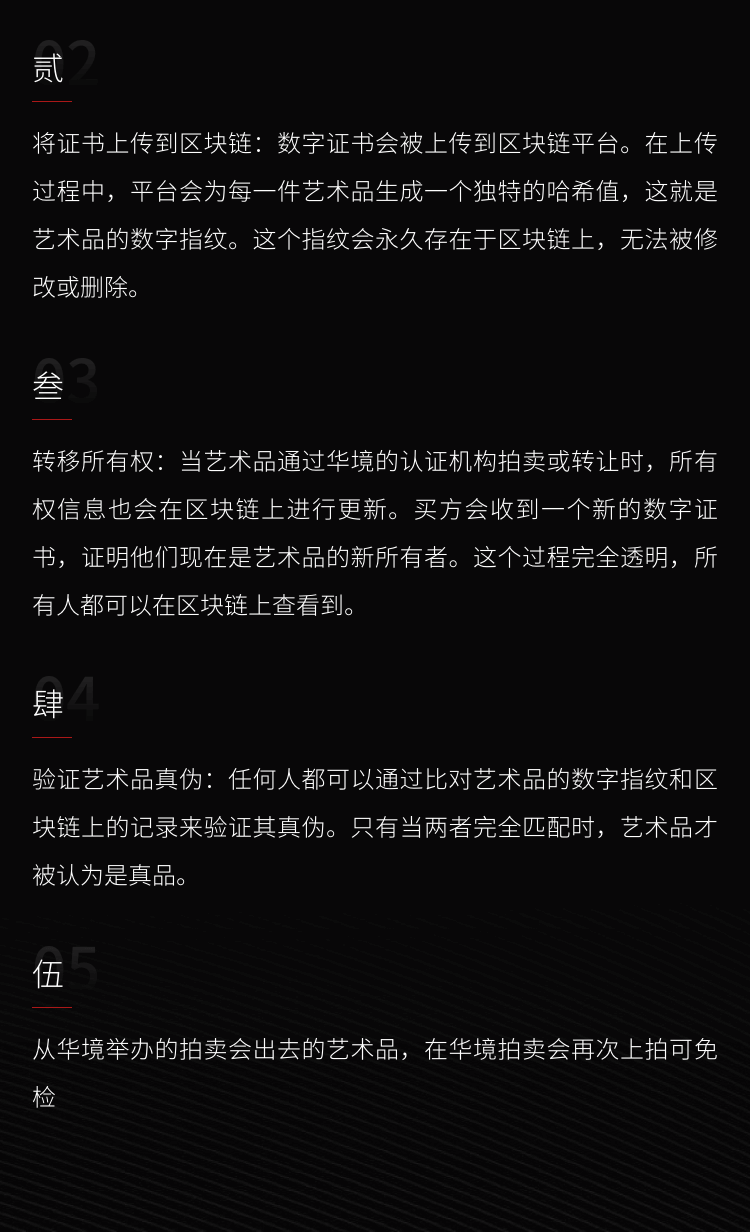 02
贰
将证书上传到区块链：数字证书会被上传到区块链平台。在上传
过程中，平台会为每一件艺术品生成一个独特的哈希值，这就是
艺术品的数字指纹。这个指纹会永久存在于区块链上，无法被修
改或删除。
03
叁
转移所有权：当艺术品通过华境的认证机构拍卖或转让时，所有
权信息也会在区块链上进行更新。买方会收到一个新的数字证
书，证明他们现在是艺术品的新所有者。这个过程完全透明，所
有人都可以在区块链上查看到。
04
肆
验证艺术品真伪：任何人都可以通过比对艺术品的数字指纹和区
块链上的记录来验证其真伪。只有当两者完全匹配时，艺术品才
被认为是真品。
05
伍
从华境举办的拍卖会出去的艺术品，在华境拍卖会再次上拍可免
检